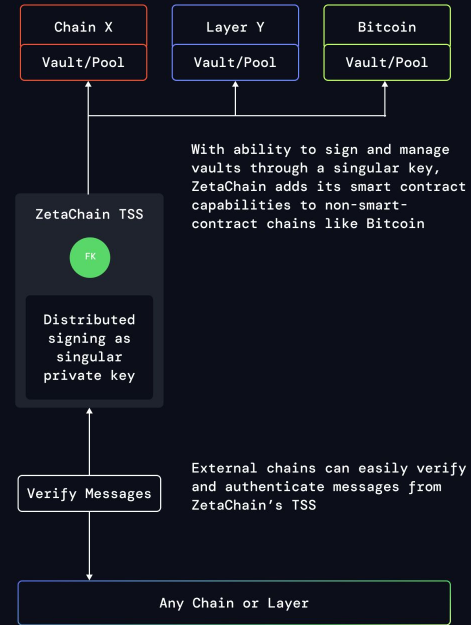 Chain X
Vault/Pool
Layer Y
Vault/Pool
Bitcoin
Vault/Pool
With ability to sign and manage
vaults through a singular key,
ZetaChain adds its smart contract
capabilities to non-smart-
contract chains like Bitcoin
ZetaChain TSS
FK
Distributed
signing as
singular
private key
Verify Messages
External chains can easily verify
and authenticate messages from
ZetaChain’s TSS
Any Chain or Layer